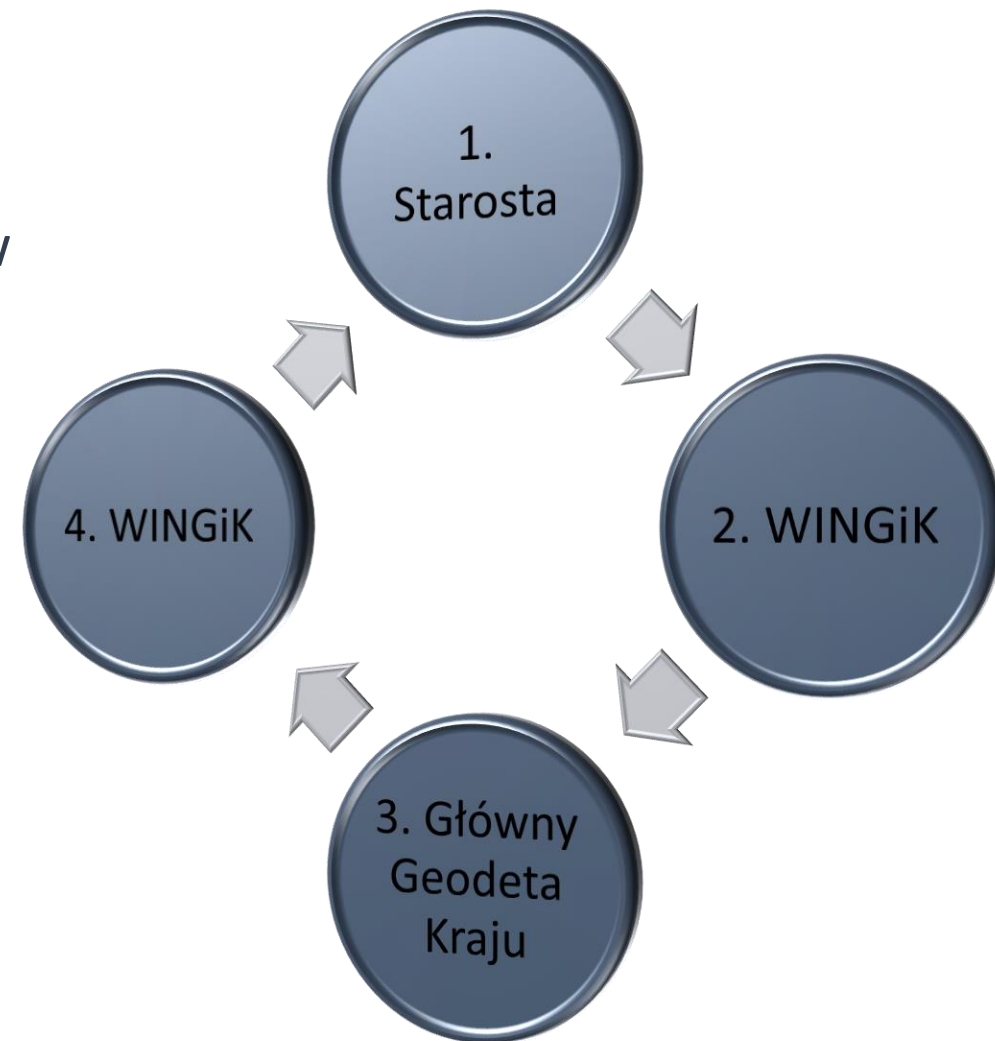 1.
Starosta
4. WINGiK
2. WINGiK
3. Główny
Geodeta
Kraju